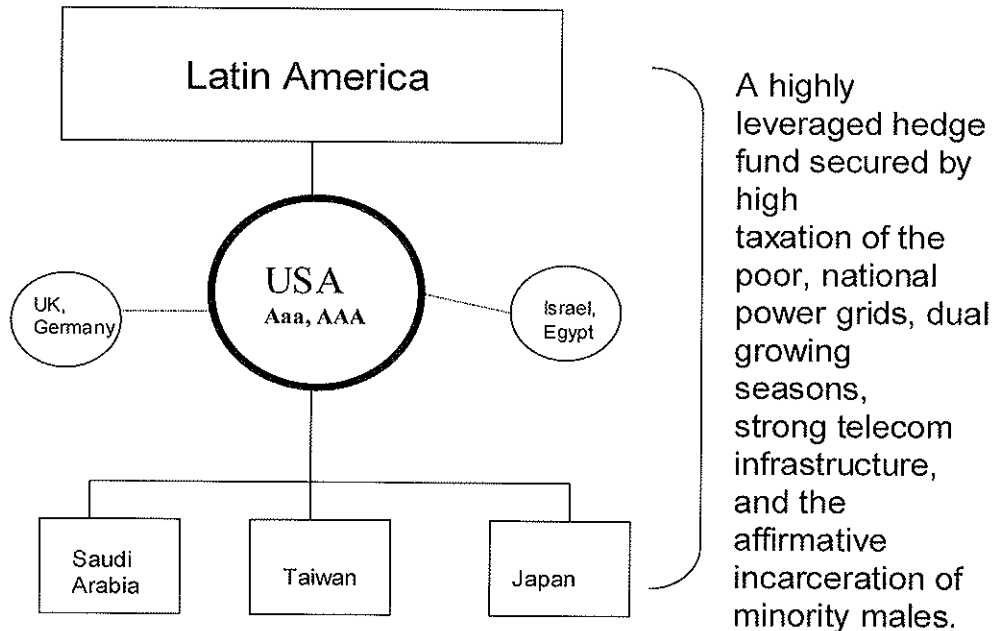 Latin America
USA
Aaa, AAA
UK,
Germany
Israel,
Egypt
Saudi
Arabia
Taiwan
Japan
A highly
leveraged hedge
fund secured by
high
taxation of the
poor, national
power grids, dual
growing
seasons,
strong telecom
infrastructure,
and the
affirmative
incarceration of
minority males.